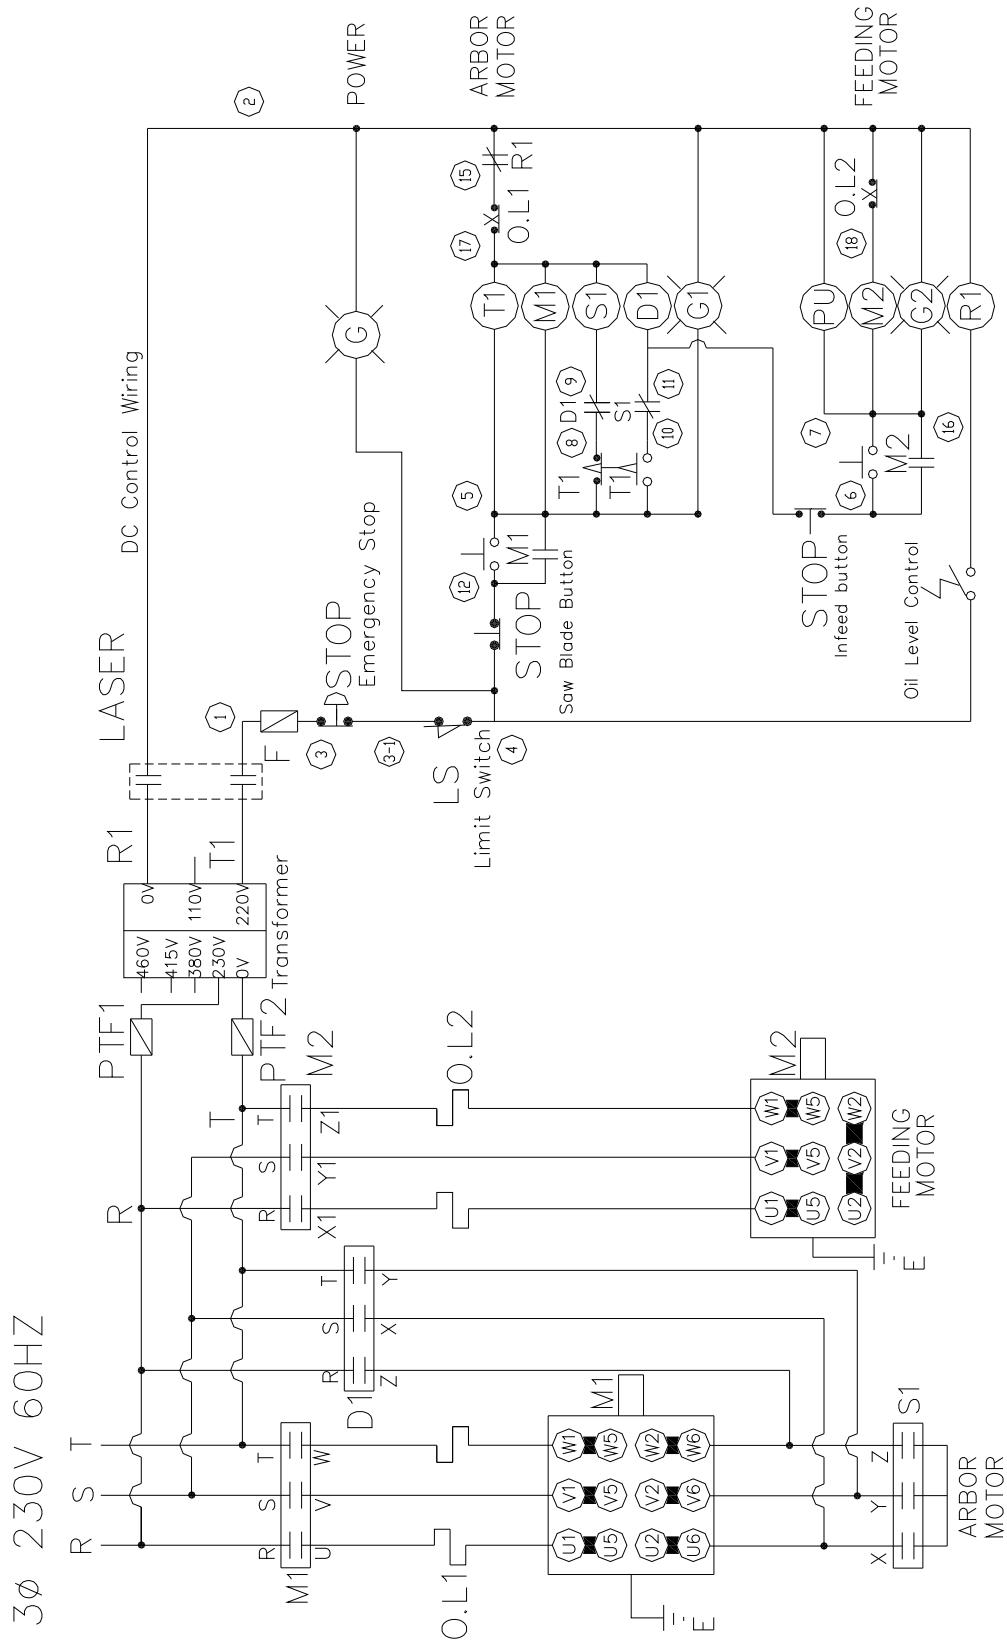 3Ø 230V 60HZ
R S T
R S T
M1
U V W
O.L1
U1 V1 W1
U5 V5 W5
M1
U2 V2 W2
U6 V6 W6
E
X Y Z
S1
ARBOR
MOTOR
R S T
D1
Z X Y
R
T
R S T
M2
X1 Y1 Z1
O.L2
U1 V1 W1
U5 V5 W5
U2 V2 W2
M2
E
FEEDING
MOTOR
PTF1
PTF2
460V
415V
380V
230V
0V
0V
110V
220V
Transformer
R1
T1
LASER
DC Control Wiring
1
2
F
3
STOP
Emergency Stop
3-1
LS
Limit Switch
4
G
POWER
STOP
Saw Blade Button
12
M1
5
T1
17
O.L1
15
R1
ARBOR
MOTOR
M1
T1
8
D1
9
S1
T1
10
S1
11
D1
G1
STOP
Infeed button
6
7
M2
16
PU
M2
18
O.L2
FEEDING
MOTOR
G2
Oil Level Control
R1